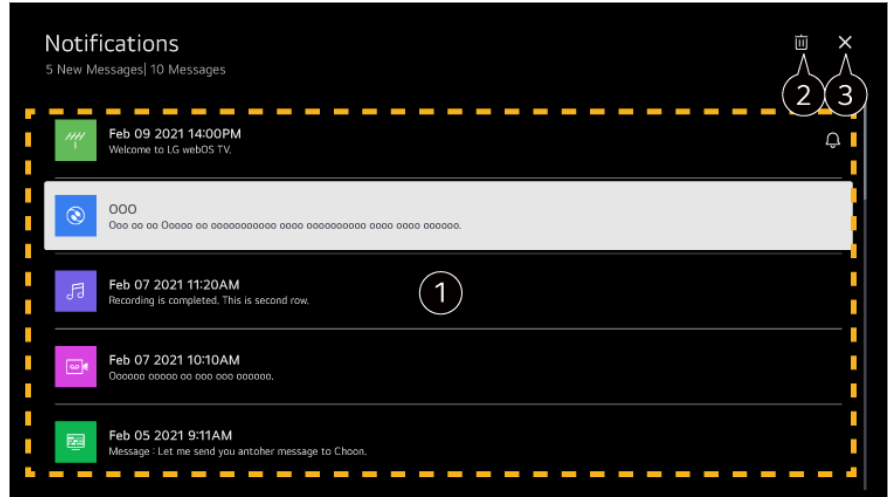 Notifications
5 New Messages| 10 Messages
2
3
Feb 09 2021 14:00PM
Welcome to LG webOS TV.
OOO
Ooo oo oo Ooooo oo ooooooooooo oooo oooooooooo oooo oooo oooooo.
Feb 07 2021 11:20AM
Recording is completed. This is second row.
1
Feb 07 2021 10:10AM
Oooooo ooooo oo ooo ooo oooooo.
Feb 05 2021 9:11AM
Message : Let me send you antoher message to Choon.